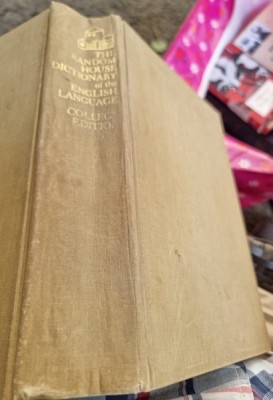 THE
RANDOM
HOUSE
DICTIONARY
of the
ENGLISH
LANGUAGE
COLLEGE
EDITION